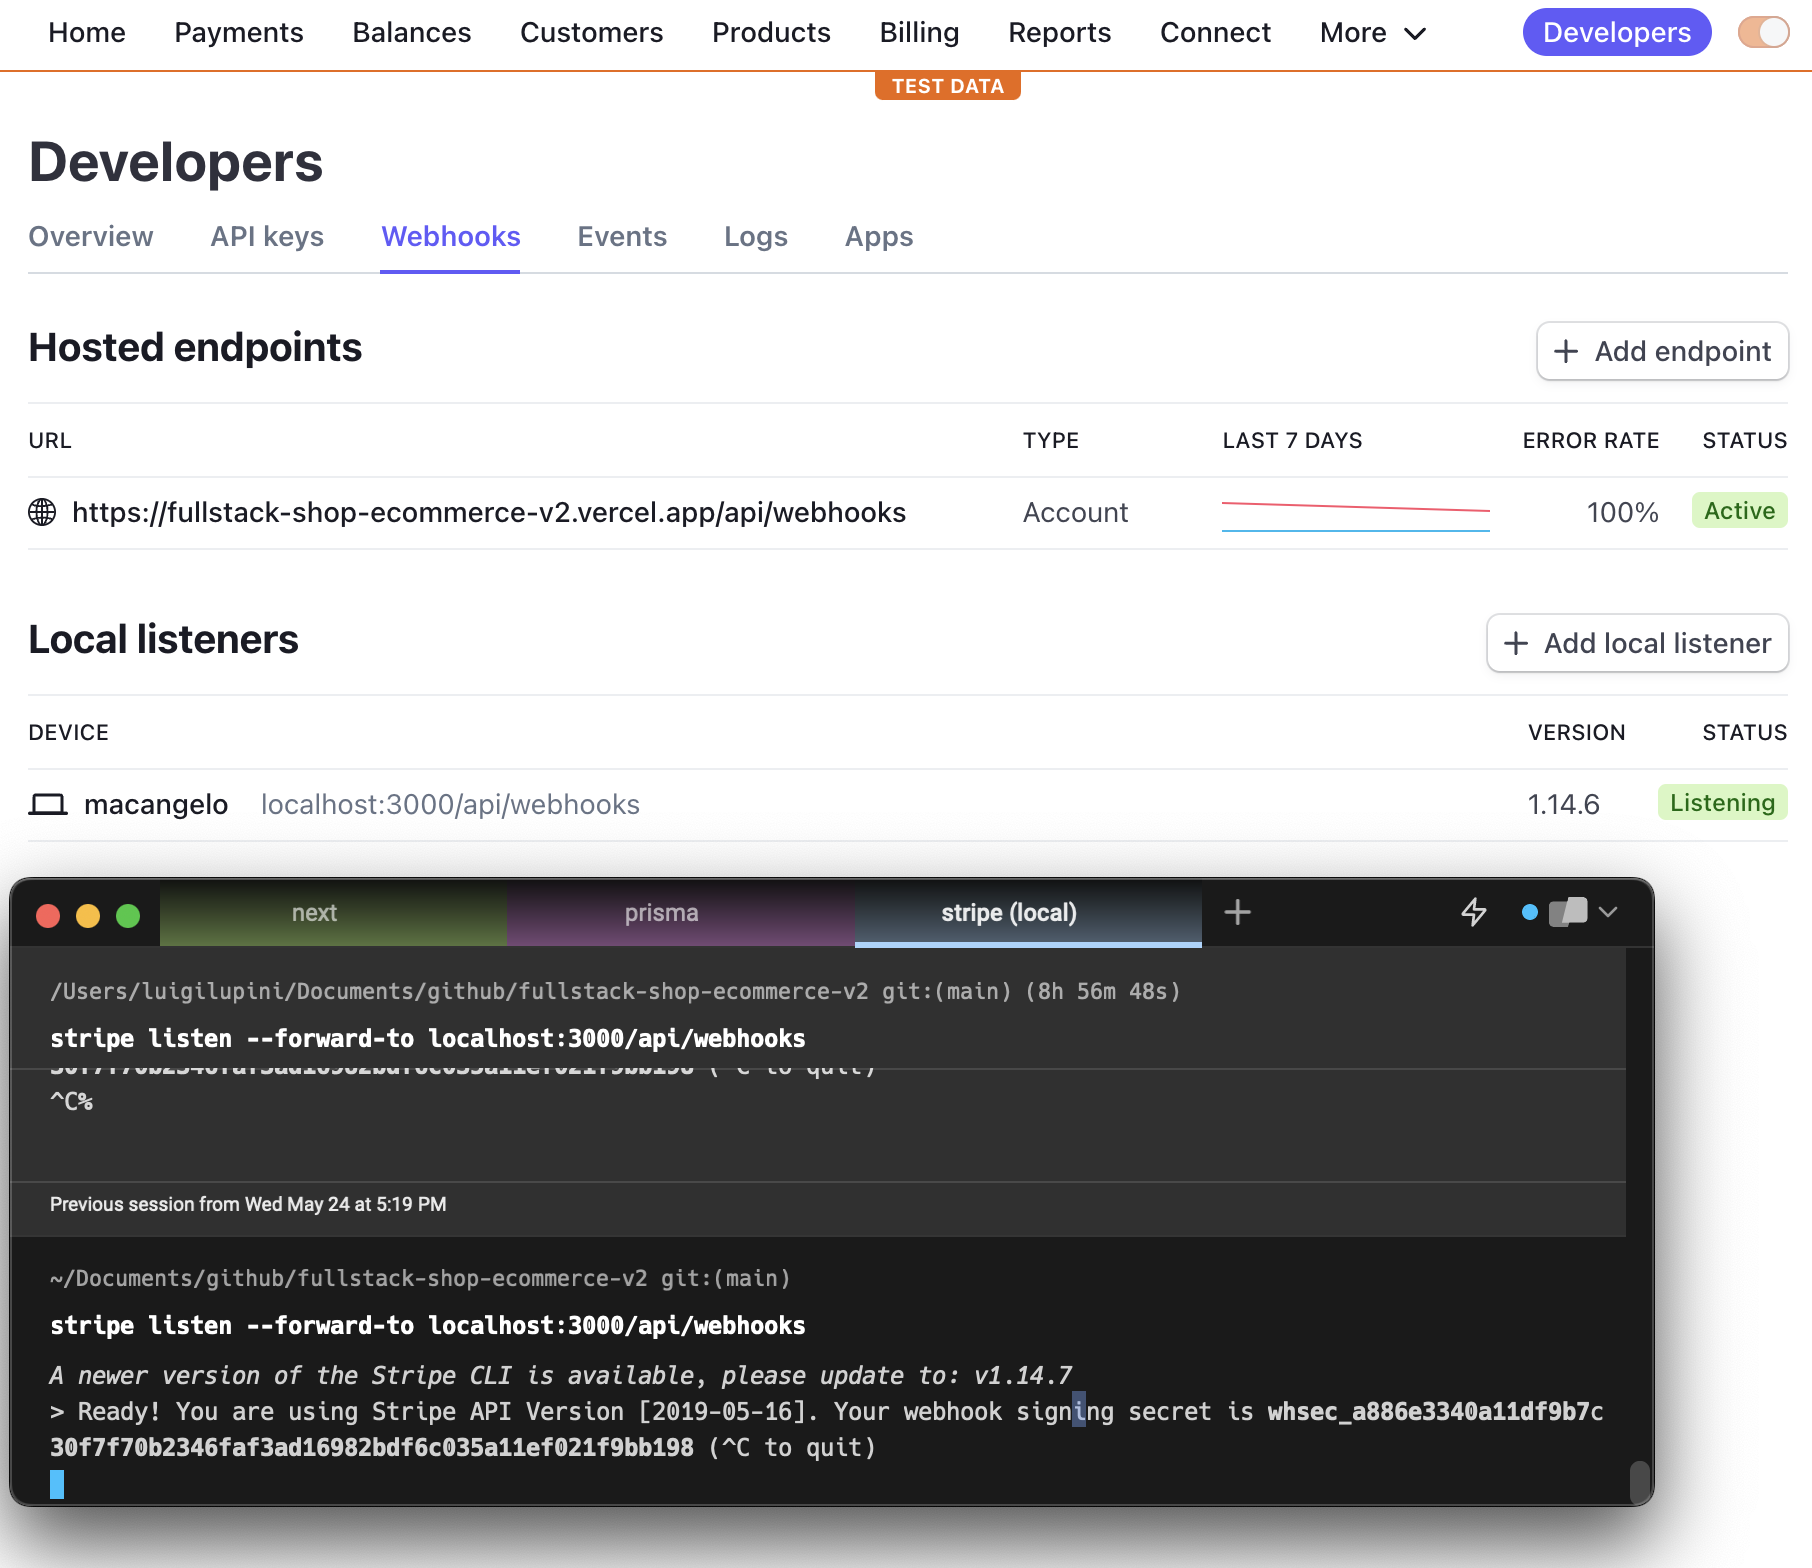 Home Payments Balances Customers Products Billing Reports Connect More Developers
TEST DATA
Developers
Overview API keys Webhooks Events Logs Apps
Hosted endpoints
+ Add endpoint
URL TYPE LAST 7 DAYS ERROR RATE STATUS
https://fullstack-shop-ecommerce-v2.vercel.app/api/webhooks Account 100% Active
Local listeners
+ Add local listener
DEVICE VERSION STATUS
macangelo localhost:3000/api/webhooks 1.14.6 Listening
next prisma stripe (local) +
/Users/luigilupini/Documents/github/fullstack-shop-ecommerce-v2 git:(main) (8h 56m 48s)
stripe listen --forward-to localhost:3000/api/webhooks
30f7f70b2346faf3ad16982bdf6c035a11ef021f9bb198 (^C to quit)
^C%
Previous session from Wed May 24 at 5:19 PM
~/Documents/github/fullstack-shop-ecommerce-v2 git:(main)
stripe listen --forward-to localhost:3000/api/webhooks
A newer version of the Stripe CLI is available, please update to: v1.14.7
> Ready! You are using Stripe API Version [2019-05-16]. Your webhook signing secret is whsec_a886e3340a11df9b7c
30f7f70b2346faf3ad16982bdf6c035a11ef021f9bb198 (^C to quit)